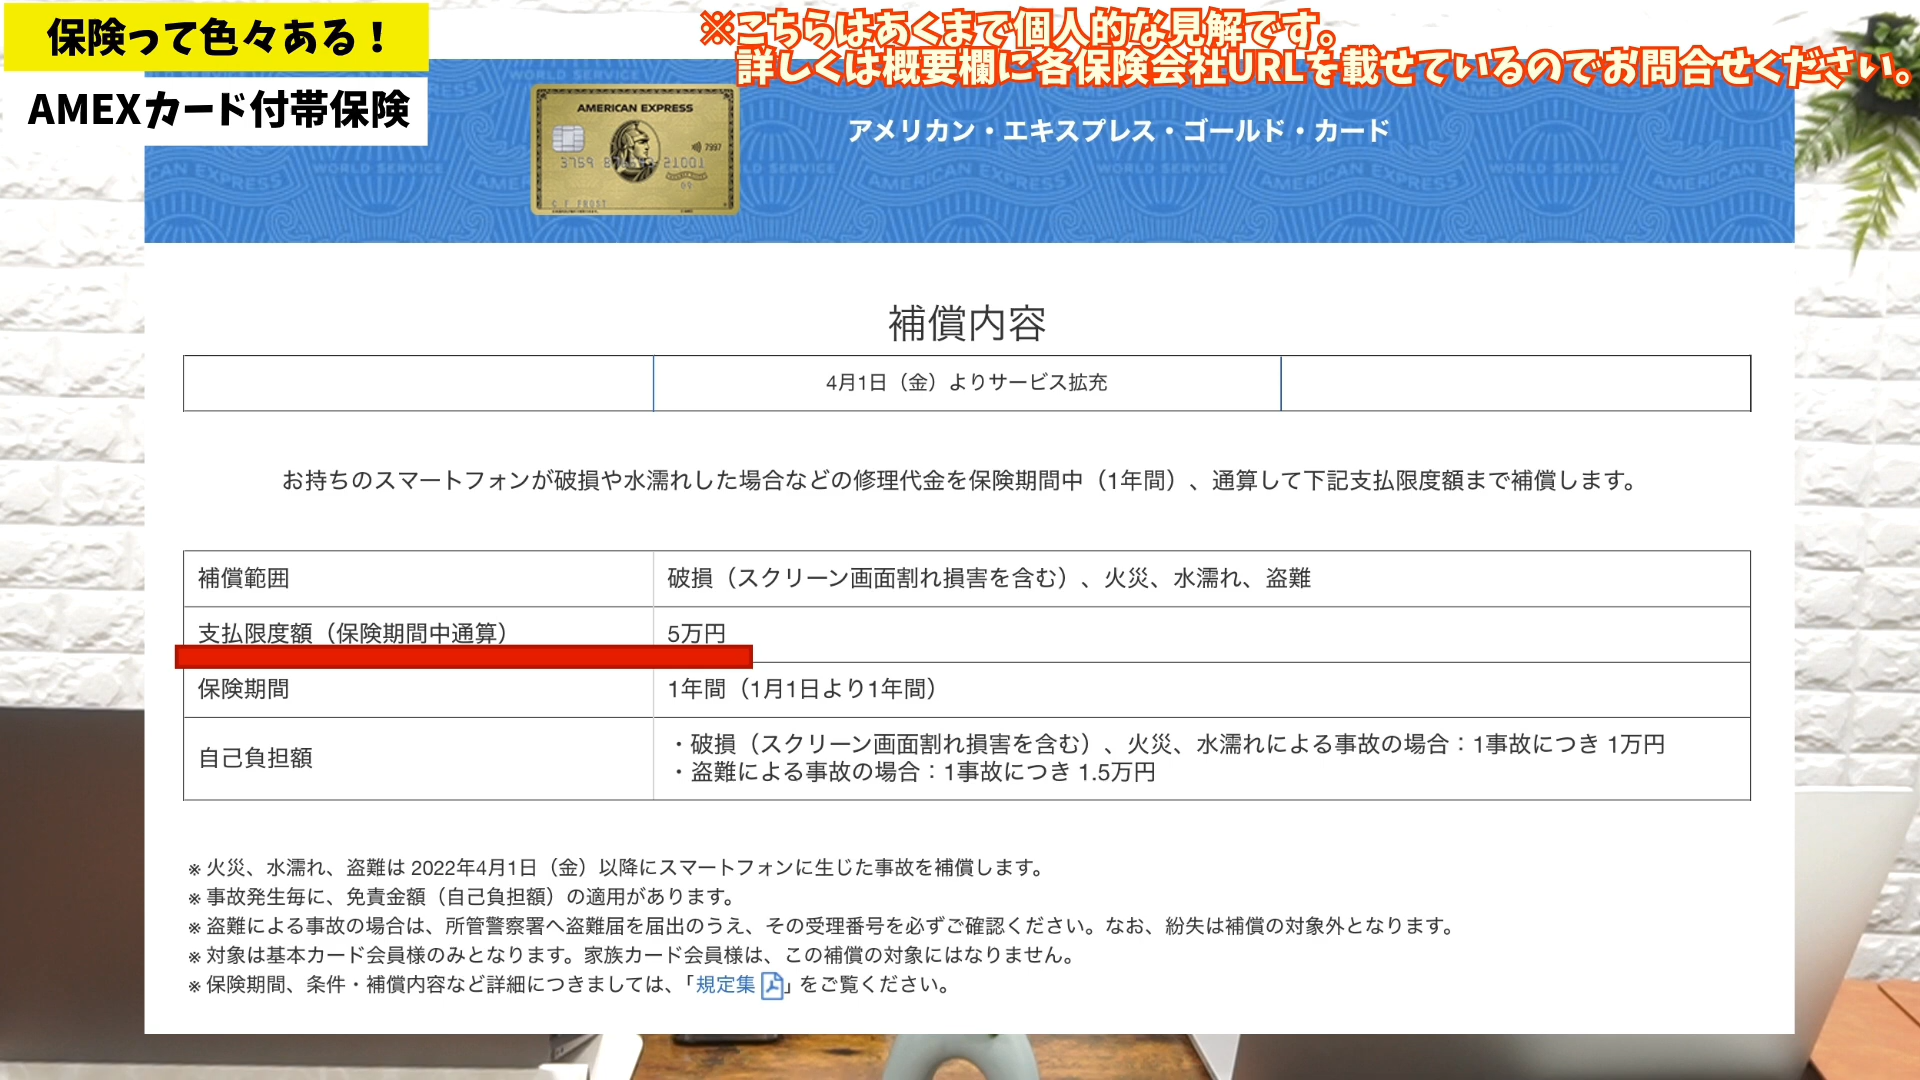 保険って色々ある！
AMEXカード付帯保険
※こちらはあくまで個人的な見解です。
詳しくは概要欄に各保険会社URLを載せているのでお問合せください。
AMERICAN EXPRESS
7997
C F FROST
アメリカン・エキスプレス・ゴールド・カード
補償内容
4月1日（金）よりサービス拡充
お持ちのスマートフォンが破損や水濡れした場合などの修理代金を保険期間中（1年間）、通算して下記支払限度額まで補償します。
補償範囲 破損（スクリーン画面割れ損害を含む）、火災、水濡れ、盗難
支払限度額（保険期間中通算） 5万円
保険期間 1年間（1月1日より1年間）
自己負担額 ・破損（スクリーン画面割れ損害を含む）、火災、水濡れによる事故の場合：1事故につき 1万円
・盗難による事故の場合：1事故につき 1.5万円
※ 火災、水濡れ、盗難は 2022年4月1日（金）以降にスマートフォンに生じた事故を補償します。
※ 事故発生毎に、免責金額（自己負担額）の適用があります。
※ 盗難による事故の場合は、所管警察署へ盗難届を届出のうえ、その受理番号を必ずご確認ください。なお、紛失は補償の対象外となります。
※ 対象は基本カード会員様のみとなります。家族カード会員様は、この補償の対象にはなりません。
※ 保険期間、条件・補償内容など詳細につきましては、「規定集」をご覧ください。